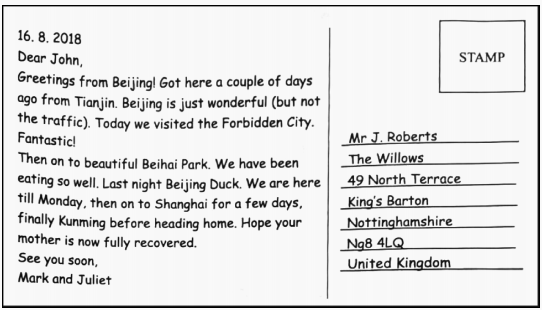 16. 8. 2018
Dear John,
Greetings from Beijing! Got here a couple of days
ago from Tianjin. Beijing is just wonderful (but not
the traffic). Today we visited the Forbidden City.
Fantastic!
Then on to beautiful Beihai Park. We have been
eating so well. Last night Beijing Duck. We are here
till Monday, then on to Shanghai for a few days,
finally Kunming before heading home. Hope your
mother is now fully recovered.
See you soon,
Mark and Juliet
STAMP
Mr J. Roberts
The Willows
49 North Terrace
King's Barton
Nottinghamshire
Ng8 4LQ
United Kingdom